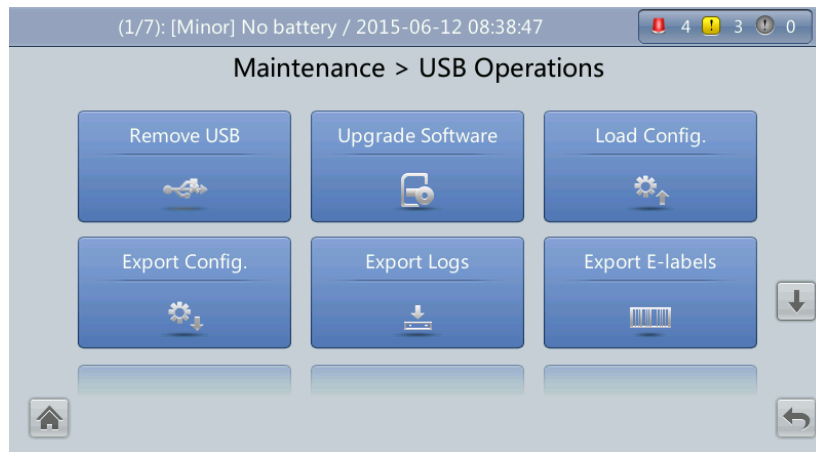 (1/7): [Minor] No battery / 2015-06-12 08:38:47 4 3 0
Maintenance > USB Operations
Remove USB Upgrade Software Load Config.
Export Config. Export Logs Export E-labels